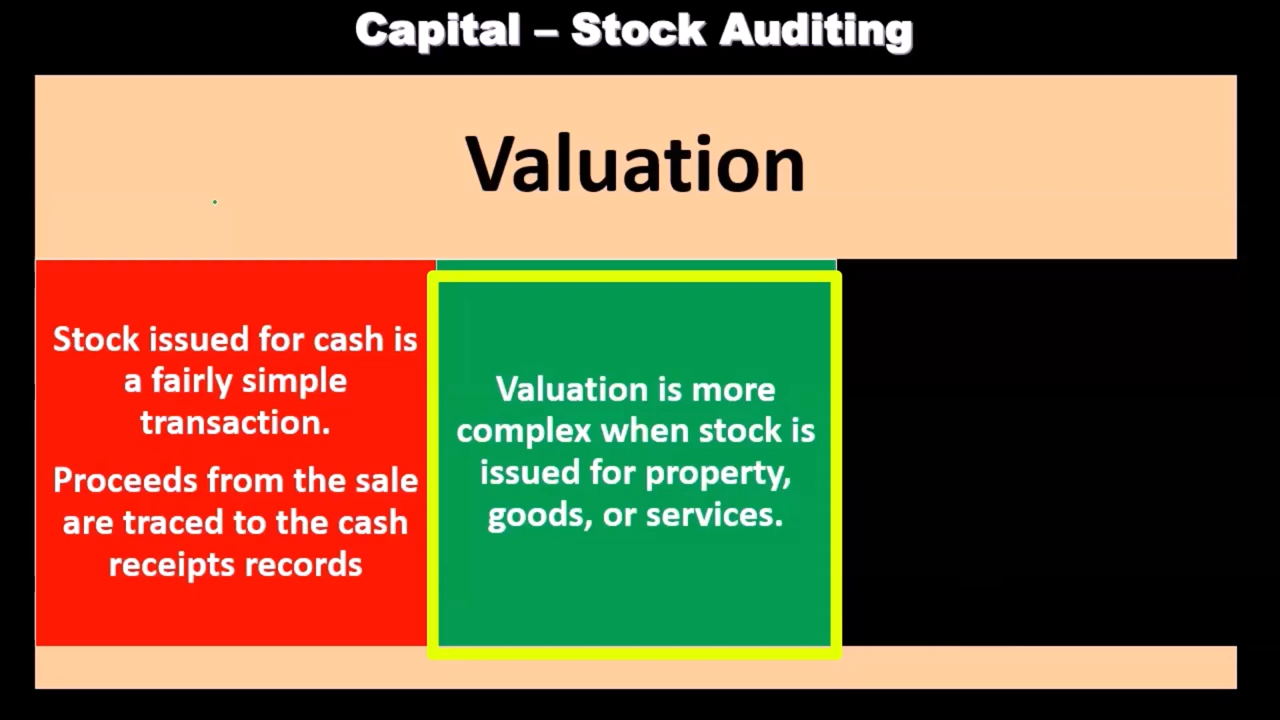 Capital – Stock Auditing
Valuation
Stock issued for cash is
a fairly simple
transaction.
Proceeds from the sale
are traced to the cash
receipts records
Valuation is more
complex when stock is
issued for property,
goods, or services.